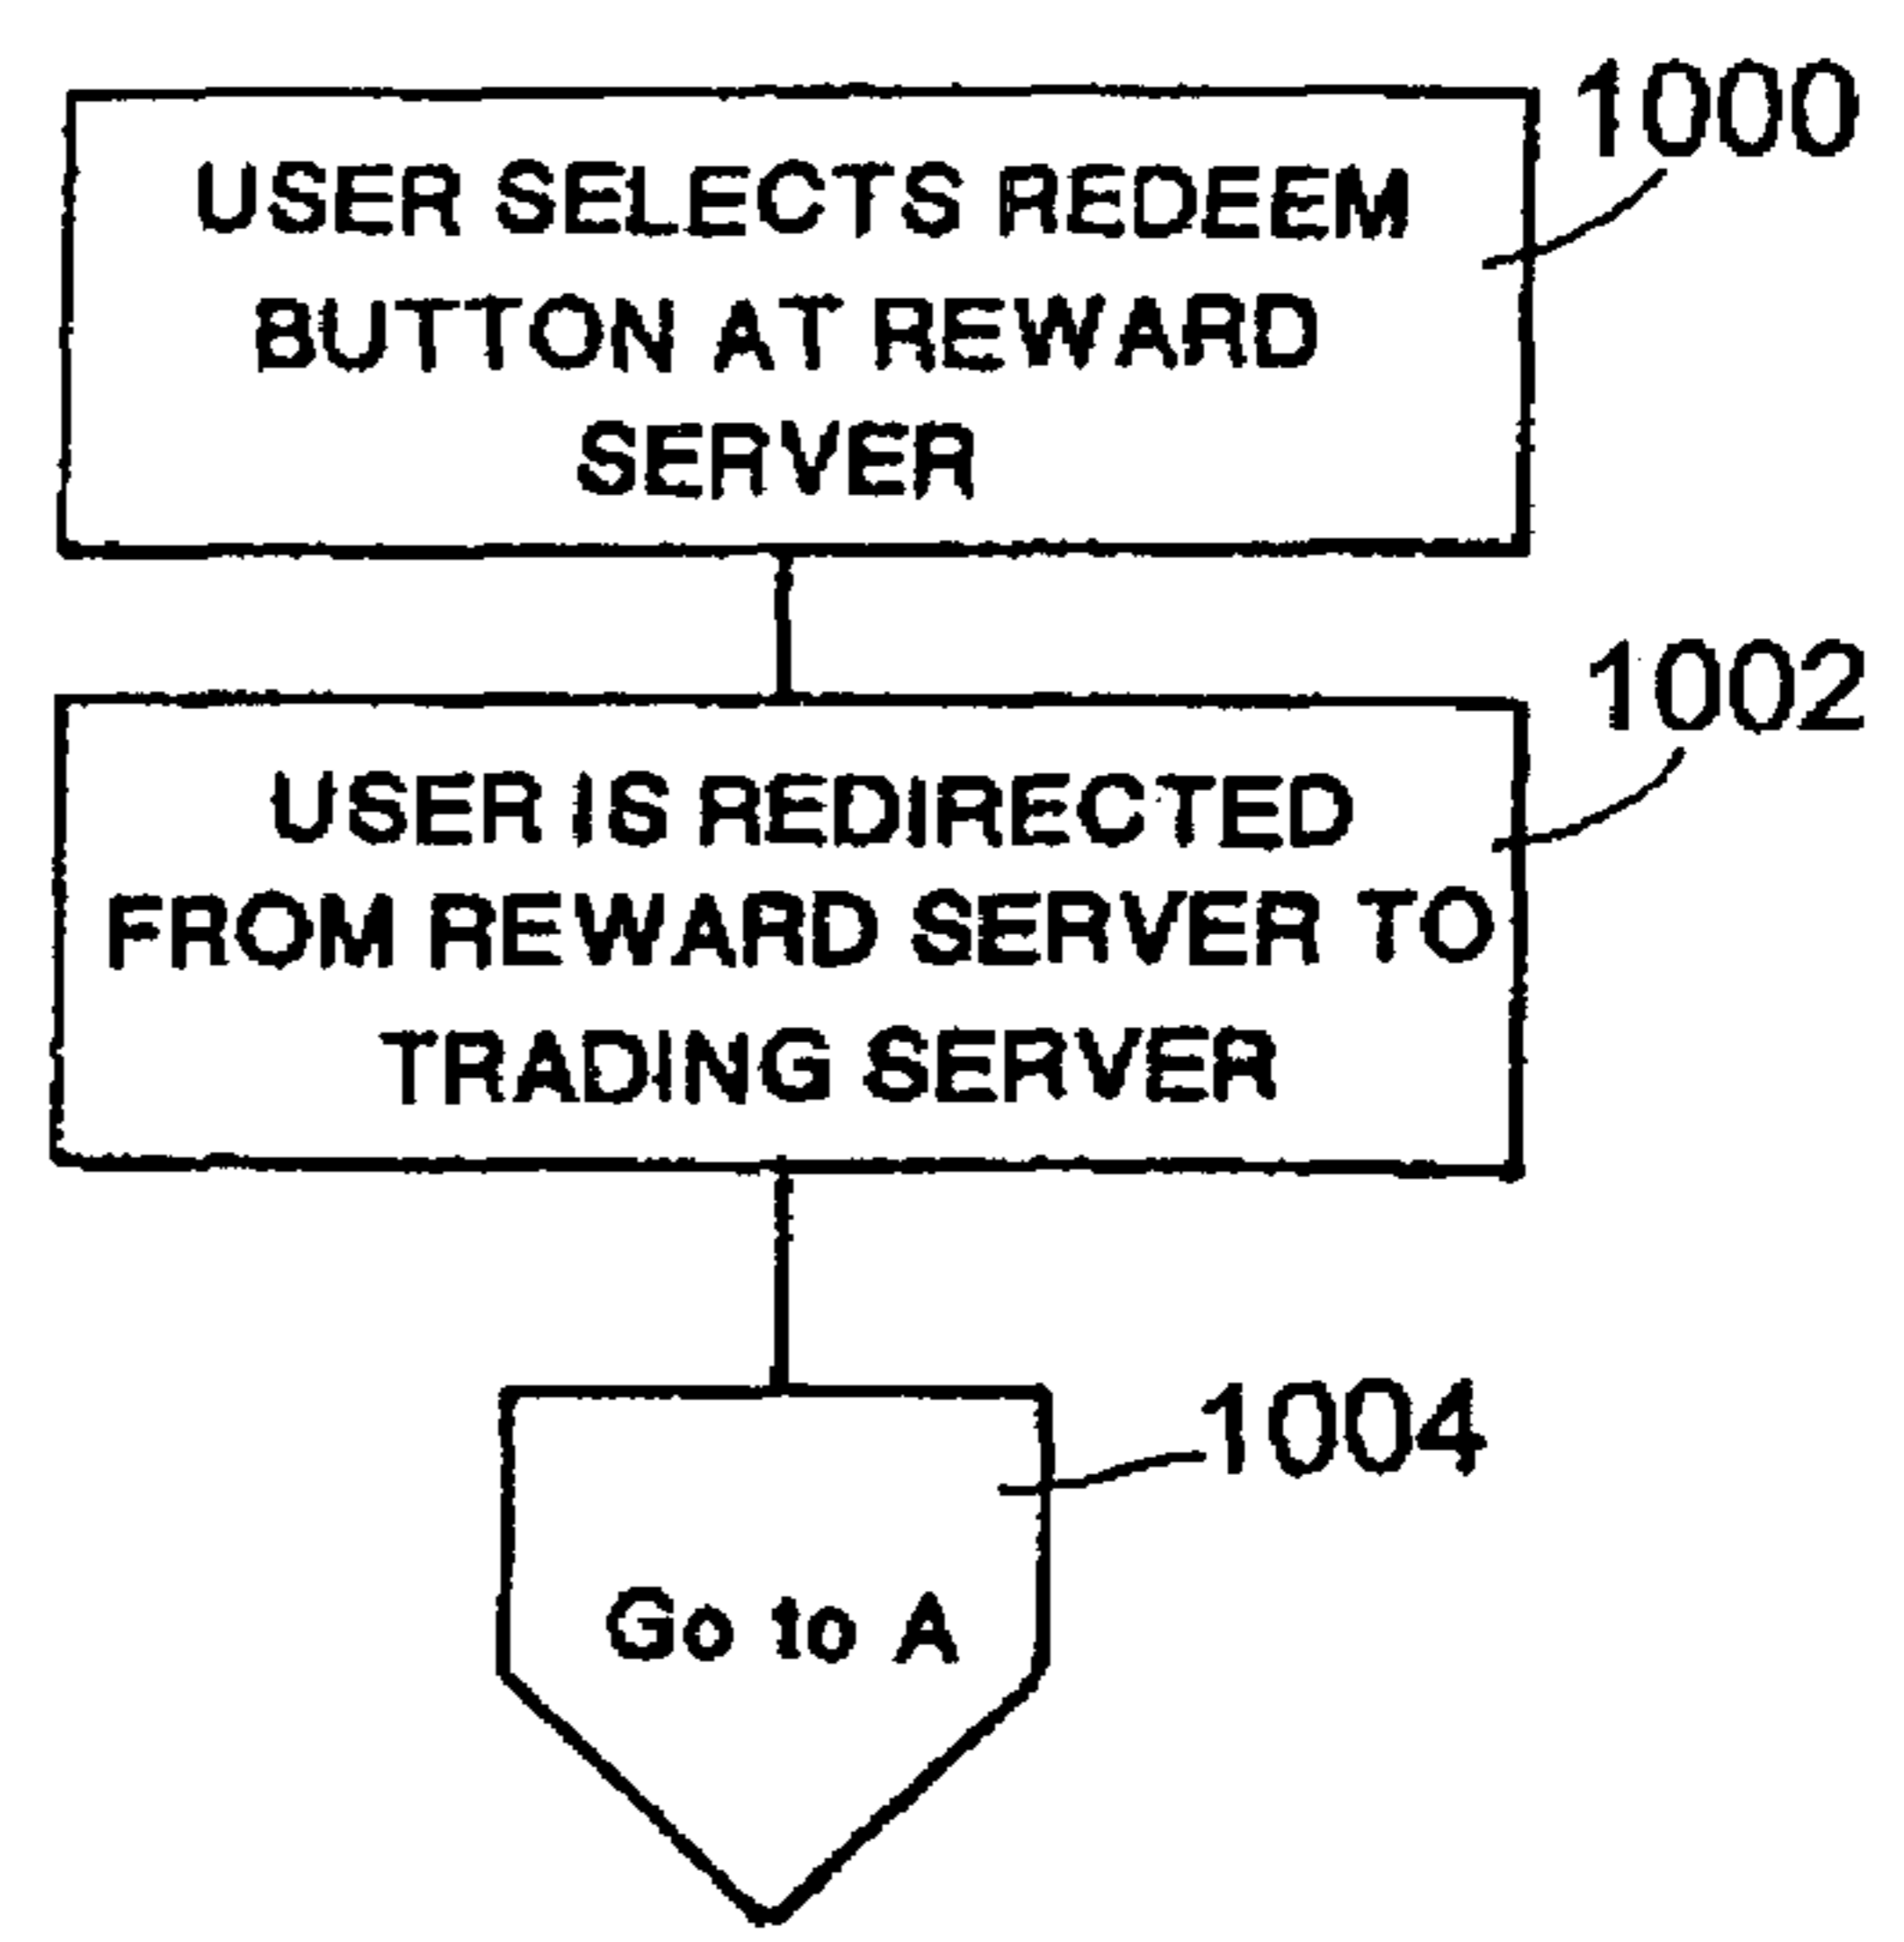 1000
USER SELECTS REDEEM
BUTTON AT REWARD
SERVER
1002
USER IS REDIRECTED
FROM REWARD SERVER TO
TRADING SERVER
1004
Go to A